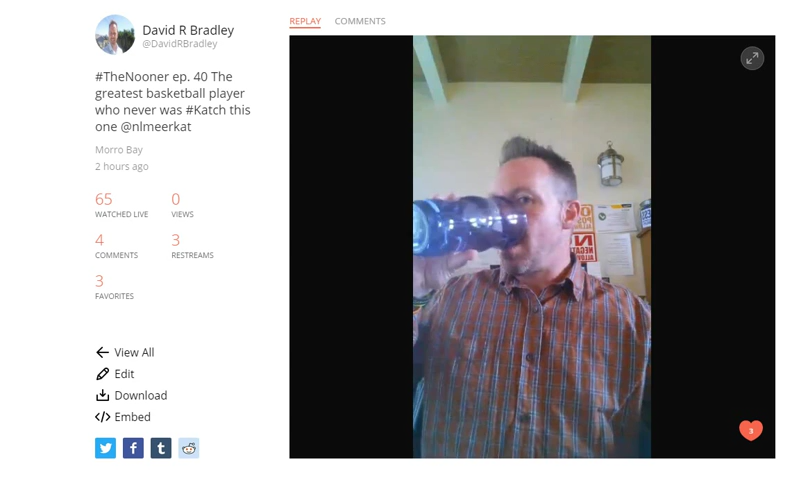 David R Bradley
@DavidRBradley
#TheNooner ep. 40 The
greatest basketball player
who never was #Katch this
one @nlmeerkat
Morro Bay
2 hours ago
65
WATCHED LIVE
0
VIEWS
4
COMMENTS
3
RESTREAMS
3
FAVORITES
View All
Edit
Download
Embed
REPLAY
COMMENTS
3